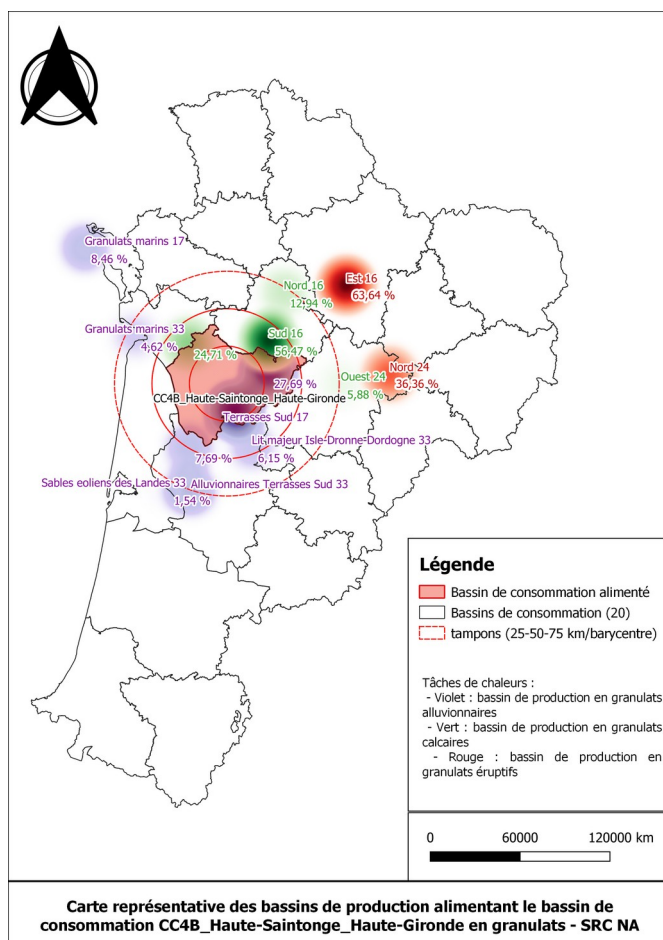 Granulats marins 17
8,46 %
Nord 16
12,94 %
Est 16
63,64 %
Granulats marins 33
4,62 %
24,71 %
Sud 16
56,47 %
27,69 %
Ouest 24
5,88 %
Nord 24
36,36 %
CC4B_Haute-Saintonge_Haute-Gironde
Terrasses Sud 17
Lit majeur Isle-Dronne-Dordogne 33
6,15 %
7,69 %
Sables eoliens des Landes 33
1,54 %
Alluvionnaires Terrasses Sud 33
Légende
Bassin de consommation alimenté
Bassins de consommation (20)
tampons (25-50-75 km/barycentre)
Tâches de chaleurs :
- Violet : bassin de production en granulats
alluvionnaires
- Vert : bassin de production en granulats
calcaires
- Rouge : bassin de production en
granulats éruptifs
0 60000 120000 km
Carte représentative des bassins de production alimentant le bassin de
consommation CC4B_Haute-Saintonge_Haute-Gironde en granulats - SRC NA